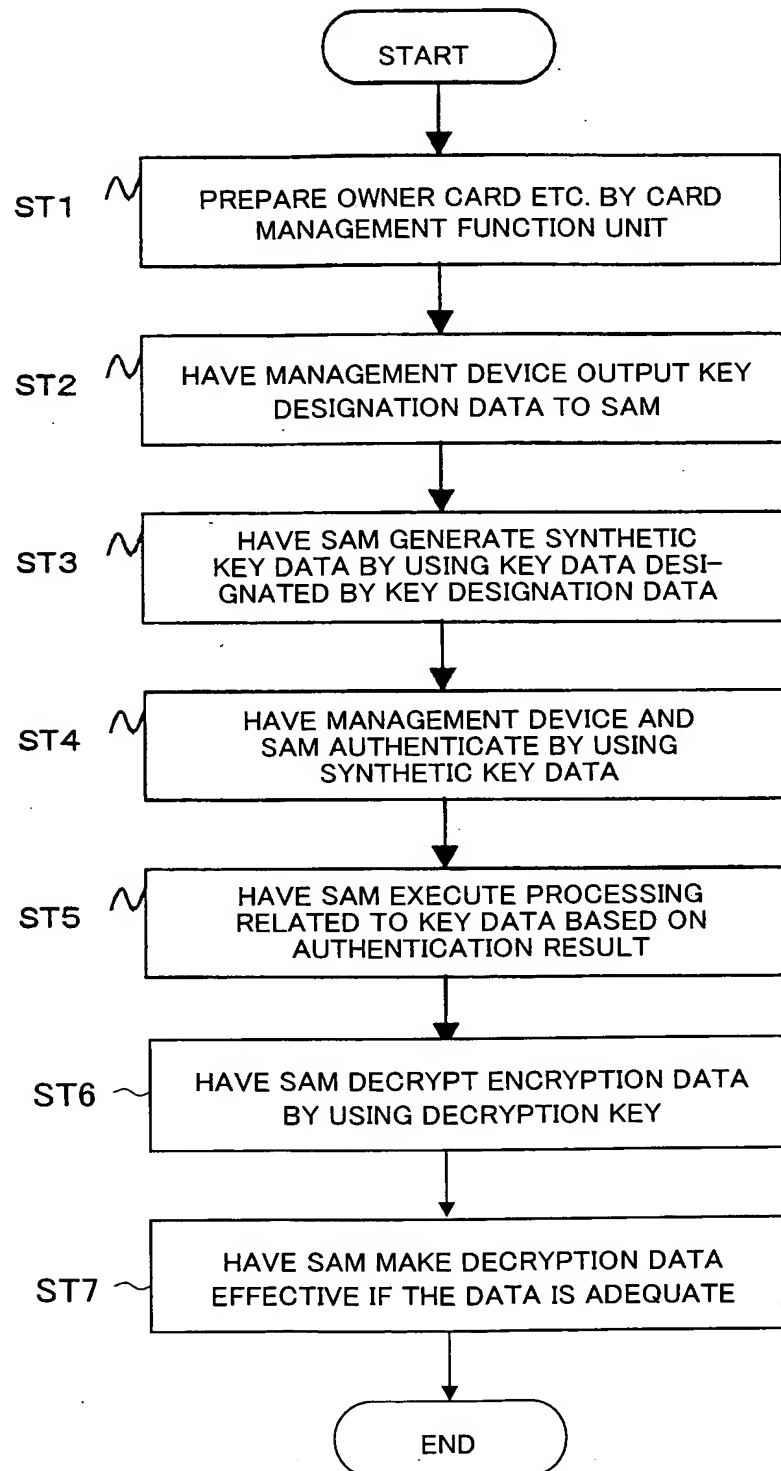 START
ST1
PREPARE OWNER CARD ETC. BY CARD
MANAGEMENT FUNCTION UNIT
ST2
HAVE MANAGEMENT DEVICE OUTPUT KEY
DESIGNATION DATA TO SAM
ST3
HAVE SAM GENERATE SYNTHETIC
KEY DATA BY USING KEY DATA DESI-
GNATED BY KEY DESIGNATION DATA
ST4
HAVE MANAGEMENT DEVICE AND
SAM AUTHENTICATE BY USING
SYNTHETIC KEY DATA
ST5
HAVE SAM EXECUTE PROCESSING
RELATED TO KEY DATA BASED ON
AUTHENTICATION RESULT
ST6
HAVE SAM DECRYPT ENCRYPTION DATA
BY USING DECRYPTION KEY
ST7
HAVE SAM MAKE DECRYPTION DATA
EFFECTIVE IF THE DATA IS ADEQUATE
END